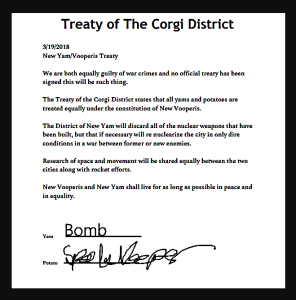 Treaty of The Corgi District
3/19/2018
New Yam/Vooperis Treaty
We are both equally guilty of war crimes and no official treaty has been
signed this will be such thing.
The Treaty of the Corgi District states that all yams and potatoes are
treated equally under the constitution of New Vooperis.
The District of New Yam will discard all of the nuclear weapons that have
been built, but that if necessary will re nuclearize the city in only dire
conditions in a war between former or new enemies.
Research of space and movement will be shared equally between the two
cities along with rocket efforts.
New Vooperis and New Yam shall live for as long as possible in peace and
in equality.
Yam Bomb
Potato Vooper